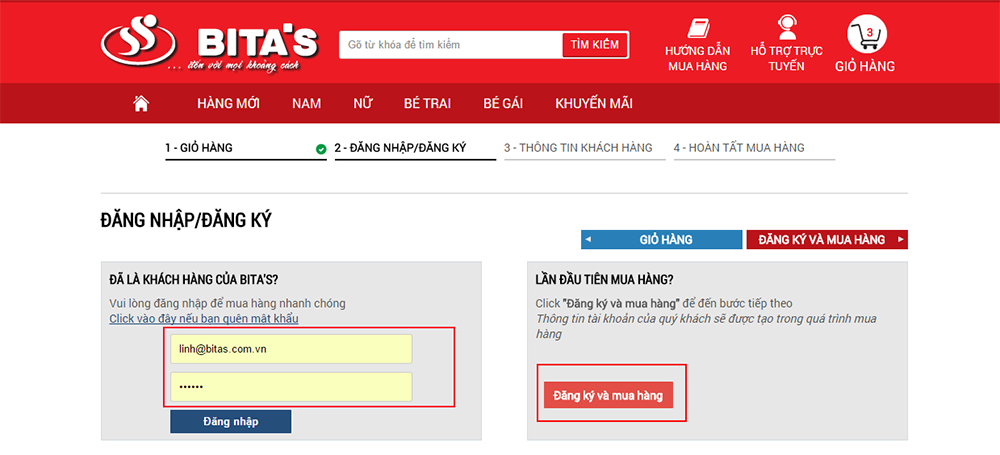 BITA'S
... đến với mọi khoảng cách
Gõ từ khóa để tìm kiếm
TÌM KIẾM
HƯỚNG DẪN
MUA HÀNG
HỖ TRỢ TRỰC
TUYẾN
3
GIỎ HÀNG
HÀNG MỚI NAM NỮ BÉ TRAI BÉ GÁI KHUYẾN MÃI
1 - GIỎ HÀNG 2 - ĐĂNG NHẬP/ĐĂNG KÝ 3 - THÔNG TIN KHÁCH HÀNG 4 - HOÀN TẤT MUA HÀNG
ĐĂNG NHẬP/ĐĂNG KÝ
GIỎ HÀNG
ĐĂNG KÝ VÀ MUA HÀNG
ĐÃ LÀ KHÁCH HÀNG CỦA BITA'S?
Vui lòng đăng nhập để mua hàng nhanh chóng
Click vào đây nếu bạn quên mật khẩu
linh@bitas.com.vn
••••••
Đăng nhập
LẦN ĐẦU TIÊN MUA HÀNG?
Click "Đăng ký và mua hàng" để đến bước tiếp theo
Thông tin tài khoản của quý khách sẽ được tạo trong quá trình mua
hàng
Đăng ký và mua hàng